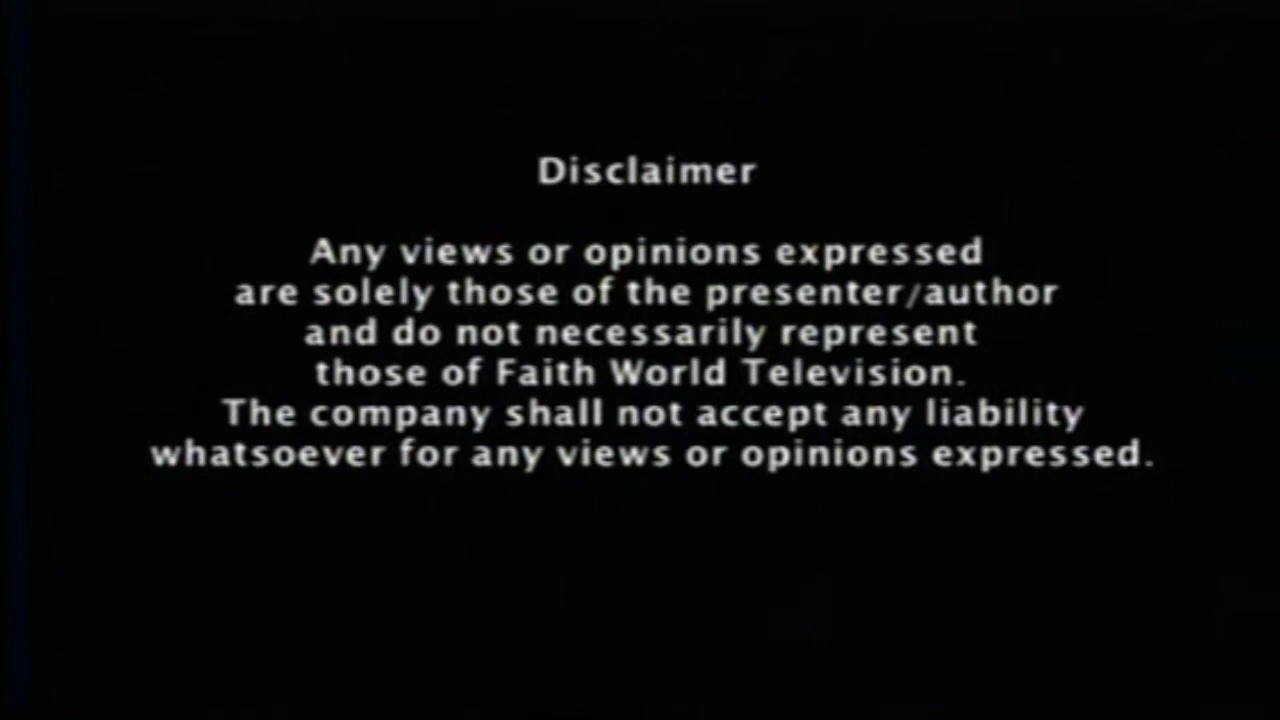 Disclaimer
Any views or opinions expressed
are solely those of the presenter/author
and do not necessarily represent
those of Faith World Television.
The company shall not accept any liability
whatsoever for any views or opinions expressed.